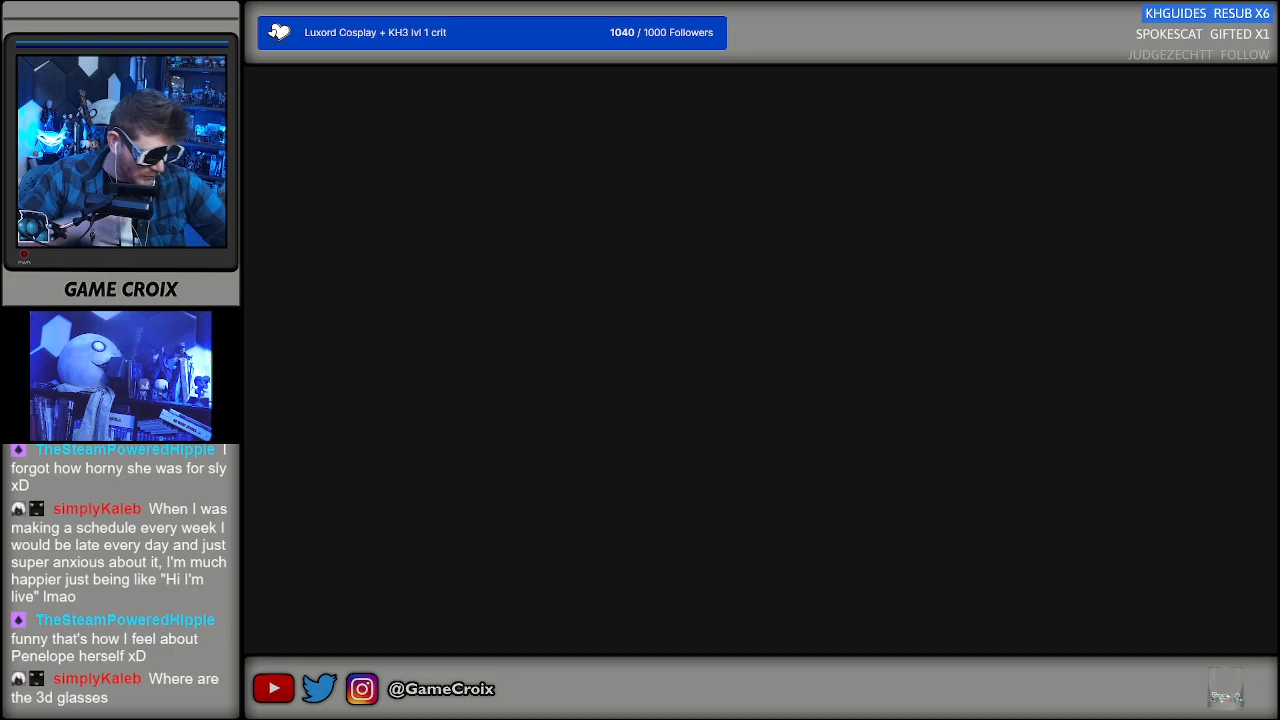 Luxord Cosplay + KH3 lvl 1 crit
1040 / 1000 Followers
KHGUIDES RESUB X6
SPOKESCAT GIFTED X1
JUDGEZECHTT FOLLOW
PWR
GAME CROIX
TheSteamPoweredHippie I
forgot how horny she was for sly
xD
simplyKaleb When I was
making a schedule every week I
would be late every day and just
super anxious about it, I'm much
happier just being like "Hi I'm
live" lmao
TheSteamPoweredHippie
funny that's how I feel about
Penelope herself xD
simplyKaleb Where are
the 3d glasses
@GameCroix